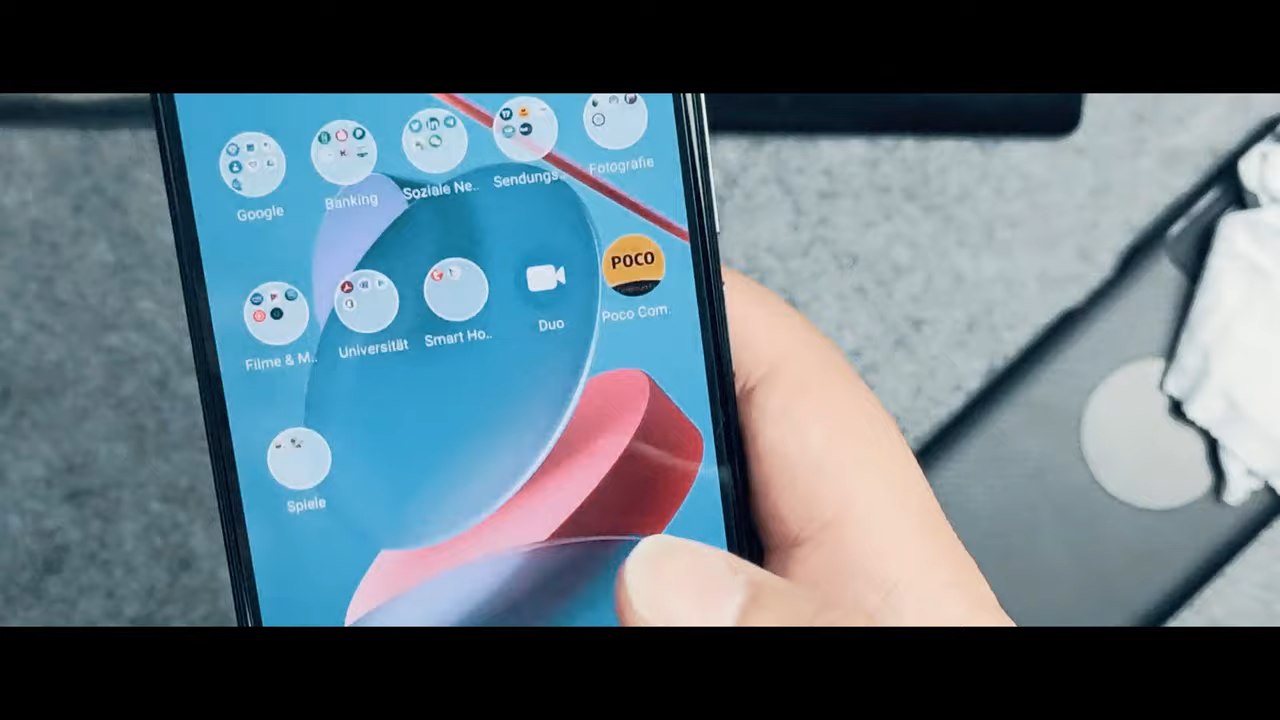 Google
Banking
Soziale Ne..
Sendungs...
Fotografie
Filme & M..
Universität
Smart Ho..
Duo
POCO
Poco Com.
Spiele